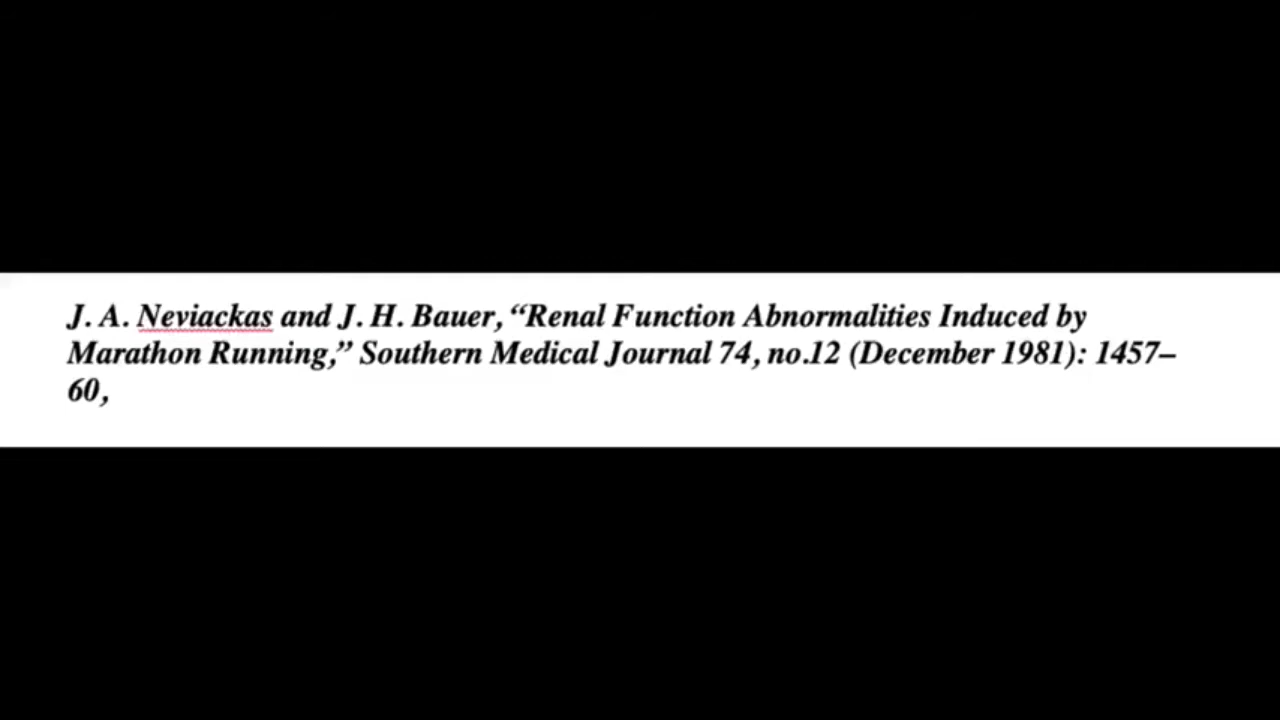 J. A. Neviackas and J. H. Bauer, “Renal Function Abnormalities Induced by
Marathon Running,” Southern Medical Journal 74, no.12 (December 1981): 1457–
60,